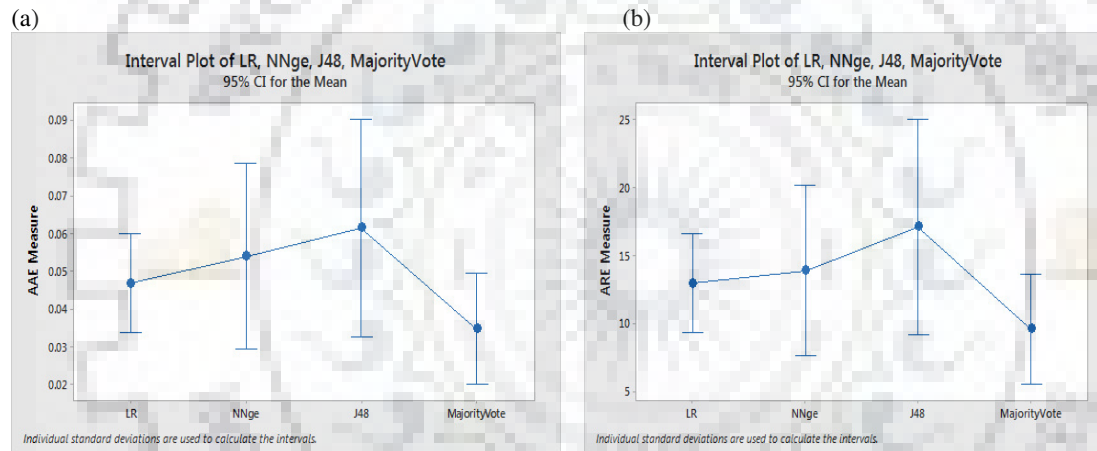 (a)
Interval Plot of LR, NNge, J48, MajorityVote
95% CI for the Mean
0.09
0.08
0.07
0.06
0.05
0.04
0.03
0.02
AAE Measure
LR NNge J48 MajorityVote
Individual standard deviations are used to calculate the intervals.
(b)
Interval Plot of LR, NNge, J48, MajorityVote
95% CI for the Mean
25
20
15
10
5
ARE Measure
LR NNge J48 MajorityVote
Individual standard deviations are used to calculate the intervals.